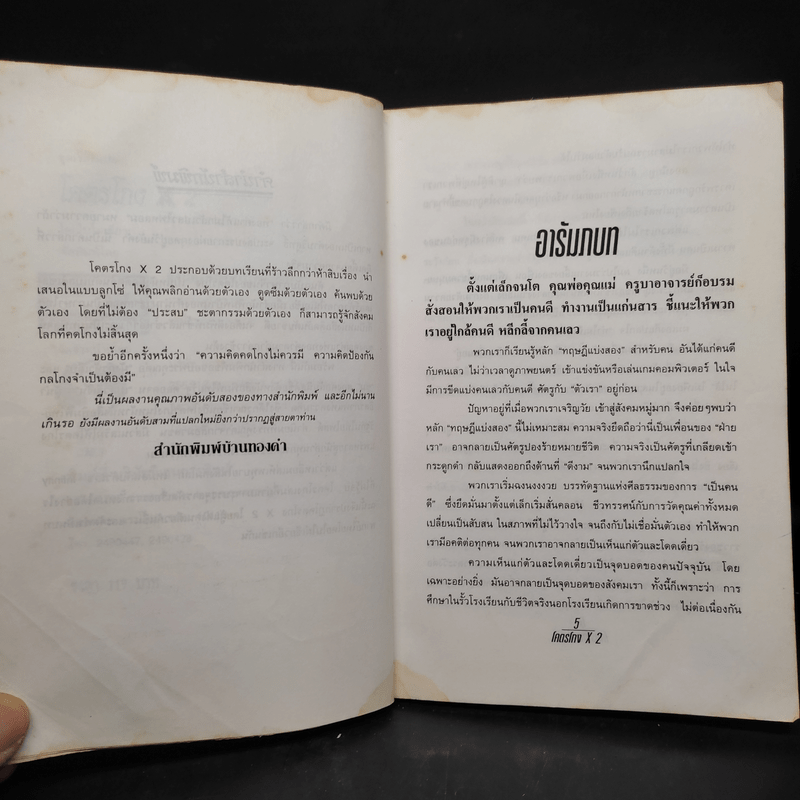 โคตรโกง X 2 ประกอบด้วยบทเรียนที่ร้าวลึกกว่าห้าสิบเรื่อง นำ
เสนอในแบบลูกโซ่ ให้คุณพลิกอ่านด้วยตัวเอง ดูดซึมด้วยตัวเอง ค้นพบด้วย
ตัวเอง โดยที่ไม่ต้อง “ประสบ” ชะตากรรมด้วยตัวเอง ก็สามารถรู้จักสังคม
โลกที่คดโกงไม่สิ้นสุด
ขอย้ำอีกครั้งหนึ่งว่า “ความคิดคดโกงไม่ควรมี ความคิดป้องกัน
กลโกงจำเป็นต้องมี”
นี่เป็นผลงานคุณภาพอันดับสองของทางสำนักพิมพ์ และอีกไม่นาน
เกินรอ ยังมีผลงานอันดับสามที่แปลกใหม่ยิ่งกว่าปรากฏสู่สายตาท่าน
สำนักพิมพ์บ้านทองคำ
อารัมภบท
ตั้งแต่เล็กจนโต คุณพ่อคุณแม่ ครูบาอาจารย์ก็อบรม
สั่งสอนให้พวกเราเป็นคนดี ทำงานเป็นแก่นสาร ชี้แนะให้พวก
เราอยู่ใกล้คนดี หลีกลี้จากคนเลว
พวกเราก็เรียนรู้หลัก “ทฤษฎีแบ่งสอง” สำหรับคน อันได้แก่คนดี
กับคนเลว ไม่ว่าเวลาดูภาพยนตร์ เข้าแข่งขันหรือเล่นเกมคอมพิวเตอร์ ในใจ
มีการขีดแบ่งคนเลวกับคนดี ศัตรูกับ “ตัวเรา” อยู่ก่อน
ปัญหาอยู่ที่เมื่อพวกเราเจริญวัย เข้าสู่สังคมหมู่มาก จึงค่อยๆพบว่า
หลัก “ทฤษฎีแบ่งสอง” นี้ไม่เหมาะสม ความจริงยึดถือว่านี่เป็นเพื่อนของ “ฝ่าย
เรา” อาจกลายเป็นศัตรูปองร้ายหมายชีวิต ความจริงเป็นศัตรูที่เกลียดเข้า
กระดูกดำ กลับแสดงออกถึงด้านที่ “ดีงาม” จนพวกเรานึกแปลกใจ
พวกเราเริ่มฉงนงงงวย บรรทัดฐานแห่งศีลธรรมของการ “เป็นคน
ดี” ซึ่งยึดมั่นมาตั้งแต่เล็กเริ่มสั่นคลอน ชีวทรรศน์กับการวัดคุณค่าทั้งหมด
เปลี่ยนเป็นสับสน ในสภาพที่ไม่ไว้วางใจ จนถึงกับไม่เชื่อมั่นตัวเอง ทำให้พวก
เรามีอคติต่อทุกคน จนพวกเราอาจกลายเป็นเห็นแก่ตัวและโดดเดี่ยว
ความเห็นแก่ตัวและโดดเดี่ยวเป็นจุดบอดของคนปัจจุบัน โดย
เฉพาะอย่างยิ่ง มันอาจกลายเป็นจุดบอดของสังคมเรา ทั้งนี้ก็เพราะว่า การ
ศึกษาในรั้วโรงเรียนกับชีวิตจริงนอกโรงเรียนเกิดการขาดช่วง ไม่ต่อเนื่องกัน
5
โคตรโกง X 2